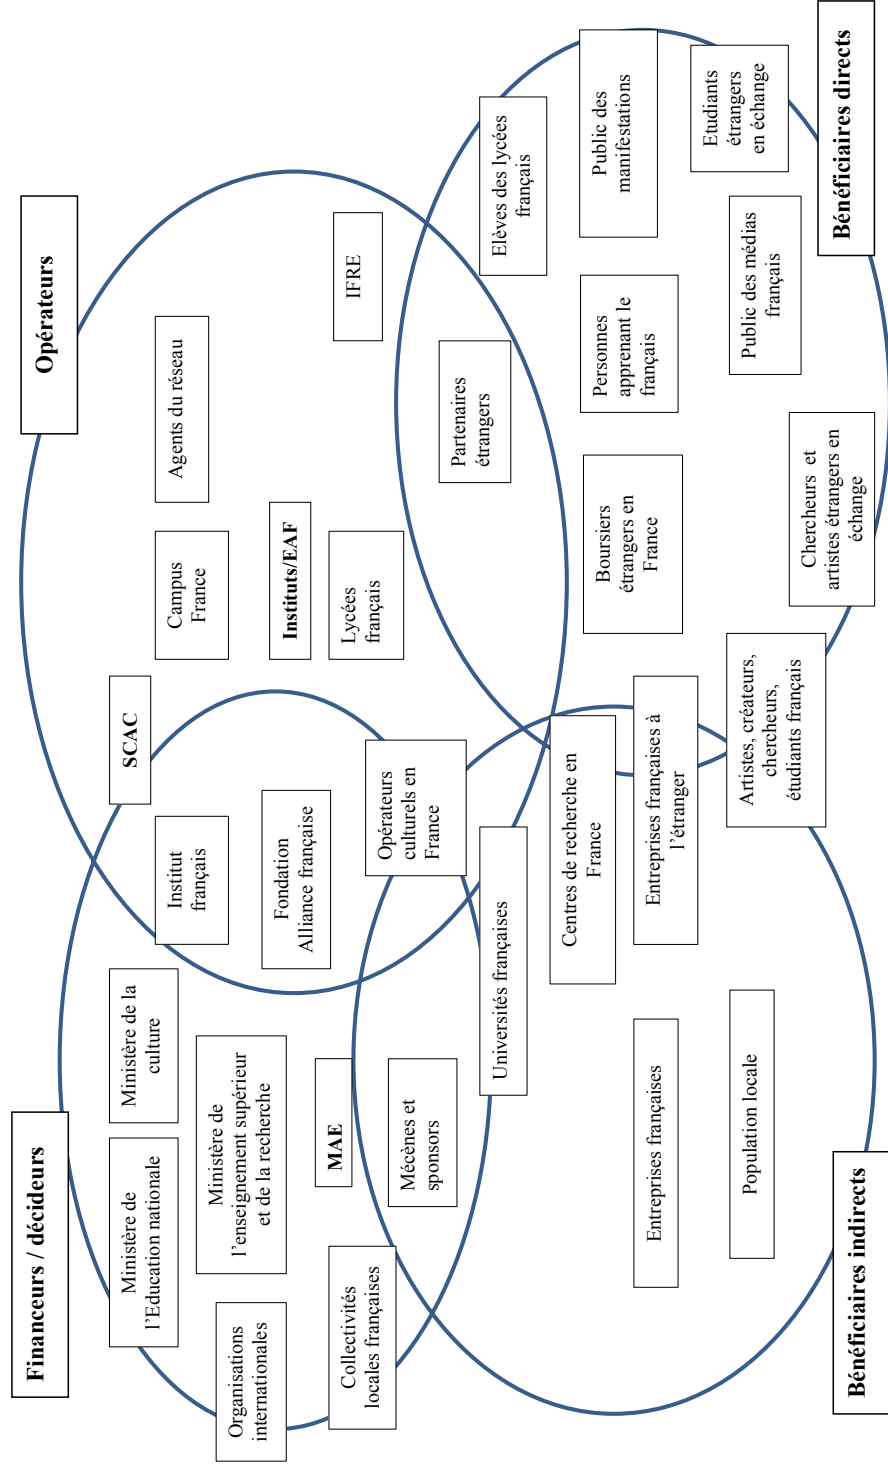 Financeurs / décideurs
Opérateurs
Ministère de
l’Education nationale
Ministère de la
culture
SCAC
Institut
français
Campus
France
Agents du réseau
Organisations
internationales
Ministère de
l’enseignement supérieur
et de la recherche
Fondation
Alliance française
Instituts/EAF
MAE
Collectivités
locales françaises
Lycées
français
IFRE
Mécènes et
sponsors
Opérateurs
culturels en
France
Partenaires
étrangers
Universités françaises
Elèves des lycées
français
Centres de recherche en
France
Boursiers
étrangers en
France
Personnes
apprenant le
français
Public des
manifestations
Entreprises françaises
Entreprises françaises à
l’étranger
Etudiants
étrangers
en échange
Population locale
Artistes, créateurs,
chercheurs,
étudiants français
Public des médias
français
Chercheurs et
artistes étrangers en
échange
Bénéficiaires indirects
Bénéficiaires directs